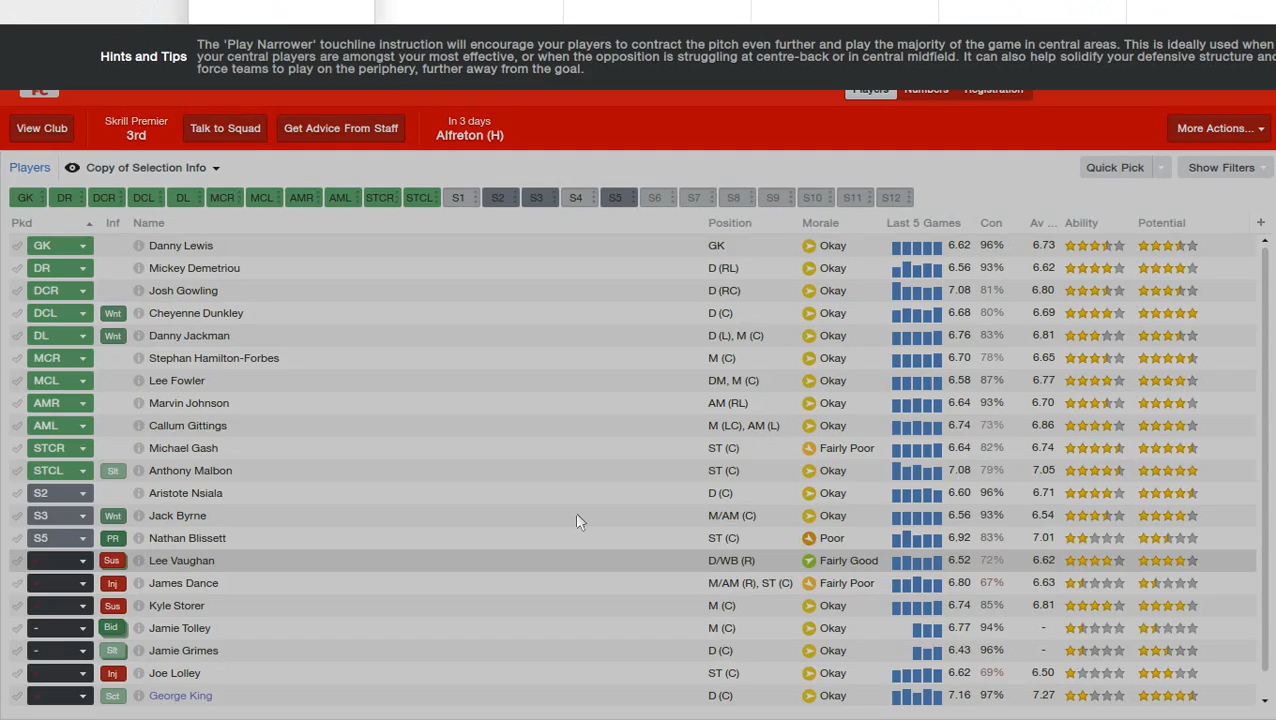 The 'Play Narrower' touchline instruction will encourage your players to contract the pitch even further and play the majority of the game in central areas. This is ideally used when
Hints and Tips your central players are amongst your most effective, or when the opposition is struggling at centre-back or in central midfield. It can also help solidify your defensive structure and
force teams to play on the periphery, further away from the goal.
FC Players Numbers Registration
View Club Skrill Premier Talk to Squad Get Advice From Staff In 3 days More Actions...
3rd Alfreton (H)
Players Copy of Selection Info Quick Pick Show Filters
GK DR DCR DCL DL MCR MCL AMR AML STCR STCL S1 S2 S3 S4 S5 S6 S7 S8 S9 S10 S11 S12
Pkd Inf Name Position Morale Last 5 Games Con Av ... Ability Potential +
GK Danny Lewis GK Okay 6.62 96% 6.73
DR Mickey Demetriou D (RL) Okay 6.56 93% 6.62
DCR Josh Gowling D (RC) Okay 7.08 81% 6.80
DCL Wnt Cheyenne Dunkley D (C) Okay 6.68 80% 6.69
DL Wnt Danny Jackman D (L), M (C) Okay 6.76 83% 6.81
MCR Stephan Hamilton-Forbes M (C) Okay 6.70 78% 6.65
MCL Lee Fowler DM, M (C) Okay 6.58 87% 6.77
AMR Marvin Johnson AM (RL) Okay 6.64 93% 6.70
AML Callum Gittings M (LC), AM (L) Okay 6.74 73% 6.86
STCR Michael Gash ST (C) Fairly Poor 6.64 82% 6.74
STCL Slt Anthony Malbon ST (C) Okay 7.08 79% 7.05
S2 Aristote Nsiala D (C) Okay 6.60 96% 6.71
S3 Wnt Jack Byrne M/AM (C) Okay 6.56 93% 6.54
S5 PR Nathan Blissett ST (C) Poor 6.92 83% 7.01
- Sus Lee Vaughan D/WB (R) Fairly Good 6.52 72% 6.62
- Inj James Dance M/AM (R), ST (C) Fairly Poor 6.80 67% 6.63
- Sus Kyle Storer M (C) Okay 6.74 85% 6.81
- Bid Jamie Tolley M (C) Okay 6.77 94% -
- Slt Jamie Grimes D (C) Okay 6.43 96% -
- Inj Joe Lolley ST (C) Okay 6.80 69% 6.50
- Sct George King D (C) Okay 7.16 97% 7.27